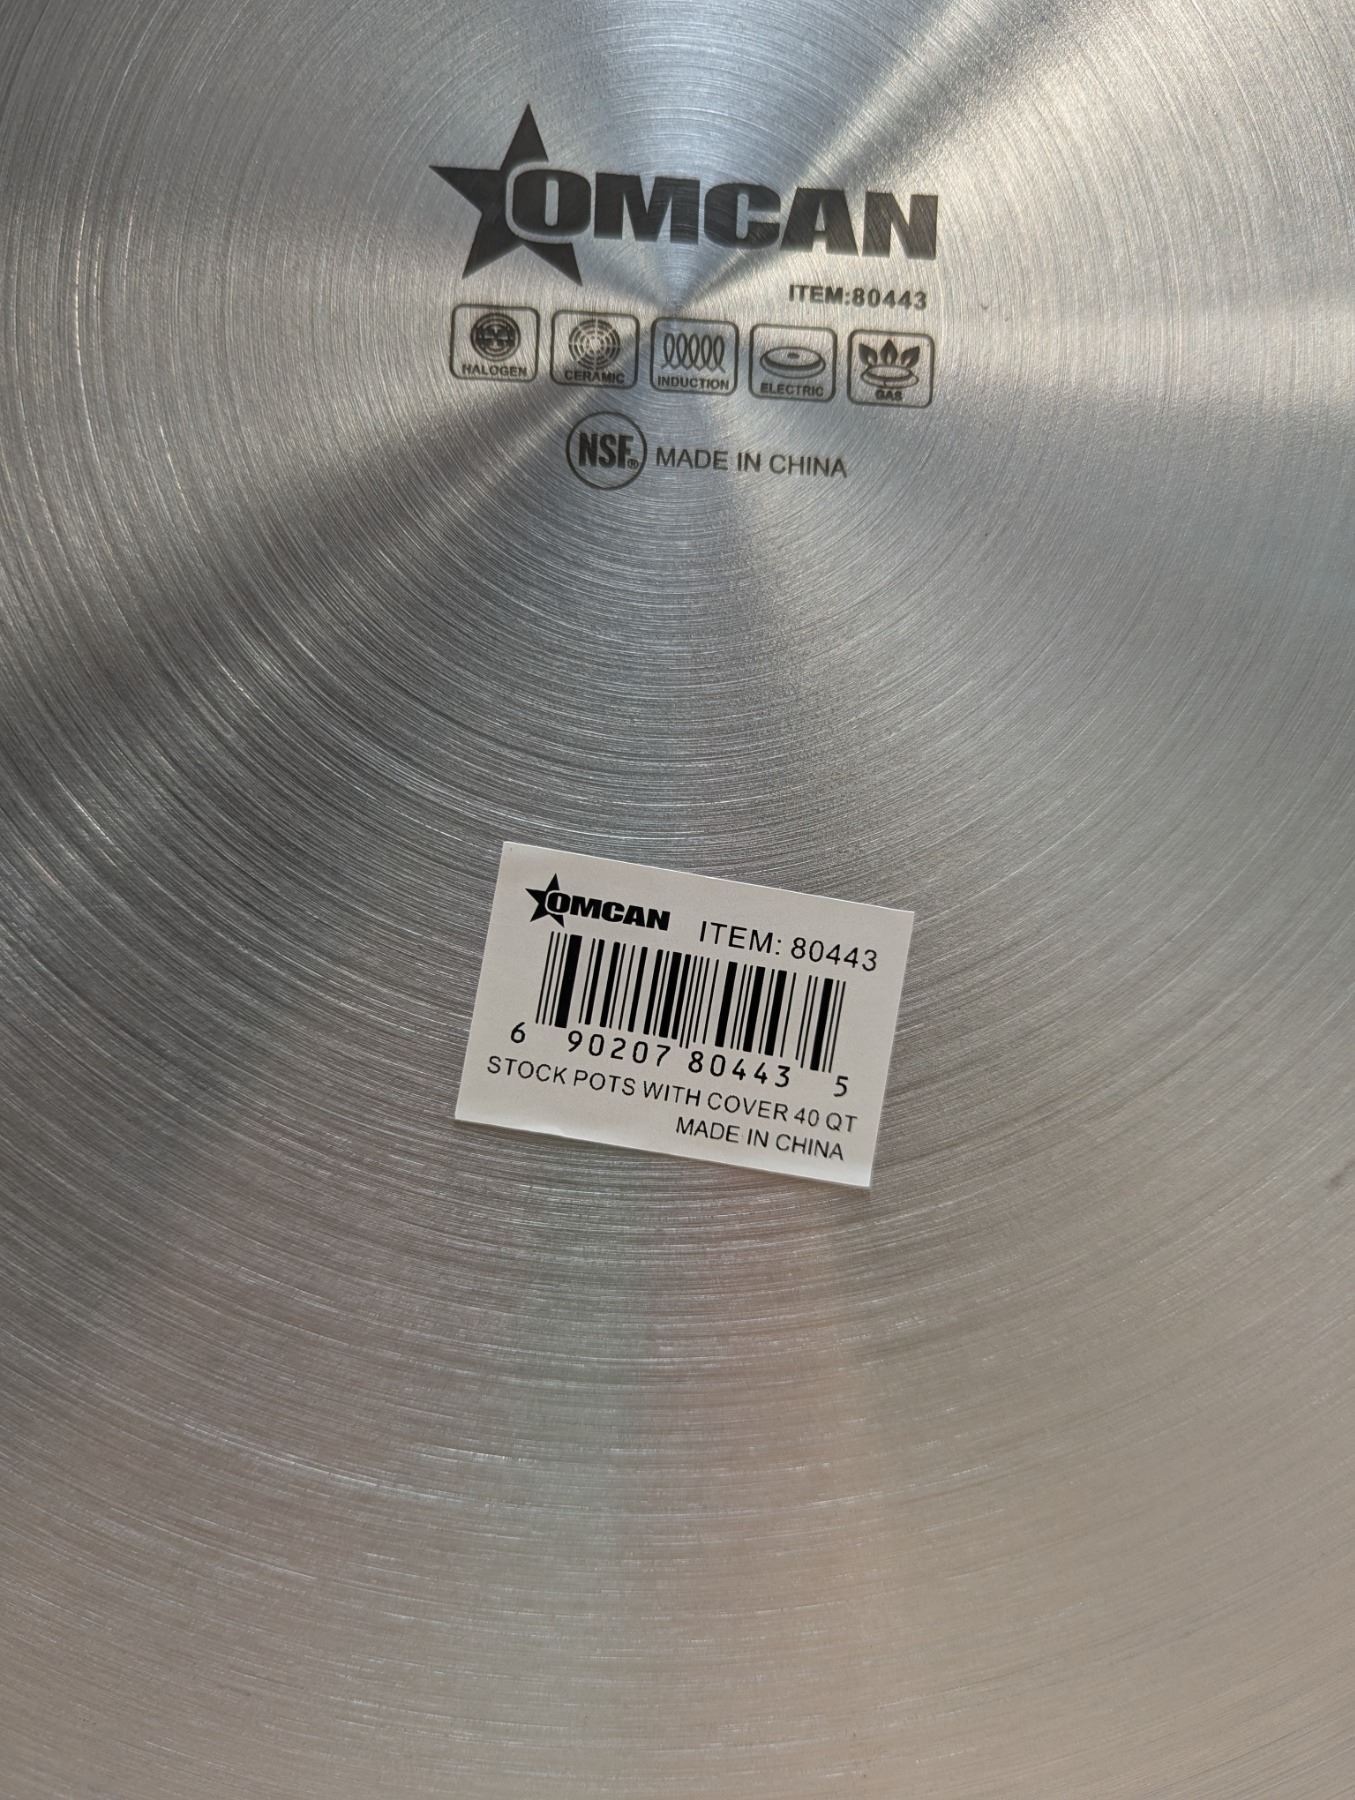 OMCAN
ITEM:80443
HALOGEN CERAMIC INDUCTION ELECTRIC GAS
NSF® MADE IN CHINA
OMCAN ITEM: 80443
6 90207 80443 5
STOCK POTS WITH COVER 40 QT
MADE IN CHINA